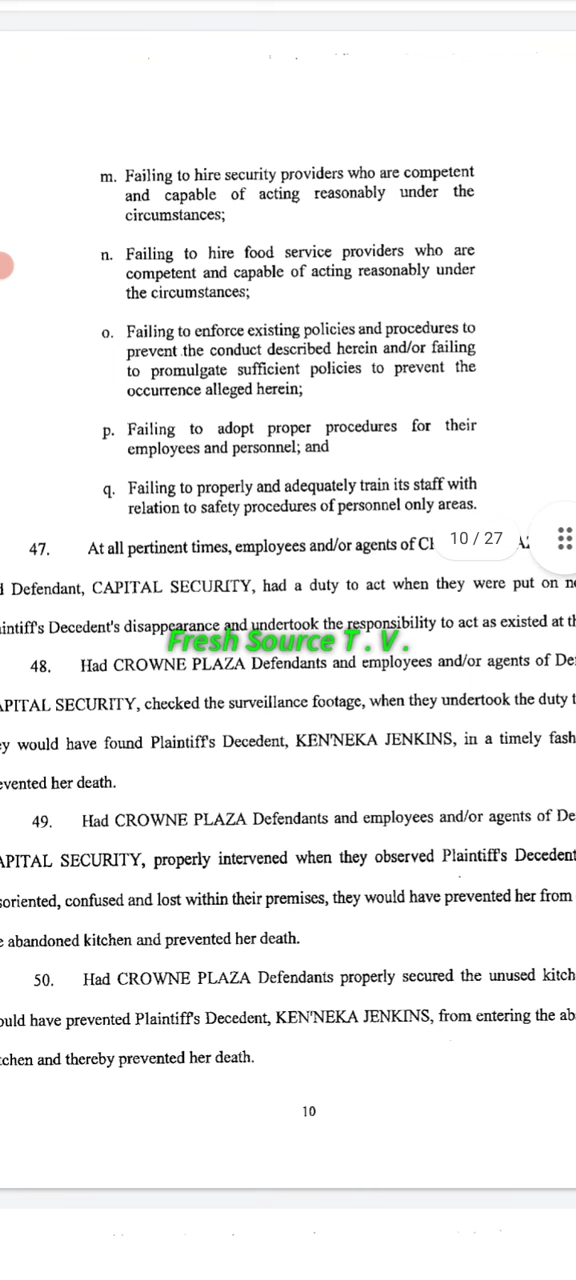 m. Failing to hire security providers who are competent
and capable of acting reasonably under the
circumstances;
n. Failing to hire food service providers who are
competent and capable of acting reasonably under
the circumstances;
o. Failing to enforce existing policies and procedures to
prevent the conduct described herein and/or failing
to promulgate sufficient policies to prevent the
occurrence alleged herein;
p. Failing to adopt proper procedures for their
employees and personnel; and
q. Failing to properly and adequately train its staff with
relation to safety procedures of personnel only areas.
47. At all pertinent times, employees and/or agents of
10 / 27
Defendant, CAPITAL SECURITY, had a duty to act when they were put on
aintiff's Decedent's disappearance and undertook the responsibility to act as existed at
Fresh Source T.V.
48. Had CROWNE PLAZA Defendants and employees and/or agents of
APITAL SECURITY, checked the surveillance footage, when they undertook the duty
y would have found Plaintiff's Decedent, KEN'NEKA JENKINS, in a timely fash
evented her death.
49. Had CROWNE PLAZA Defendants and employees and/or agents of De
APITAL SECURITY, properly intervened when they observed Plaintiff's Decedent
soriented, confused and lost within their premises, they would have prevented her from
e abandoned kitchen and prevented her death.
50. Had CROWNE PLAZA Defendants properly secured the unused kitch
ould have prevented Plaintiff's Decedent, KEN'NEKA JENKINS, from entering the ab
tchen and thereby prevented her death.
10